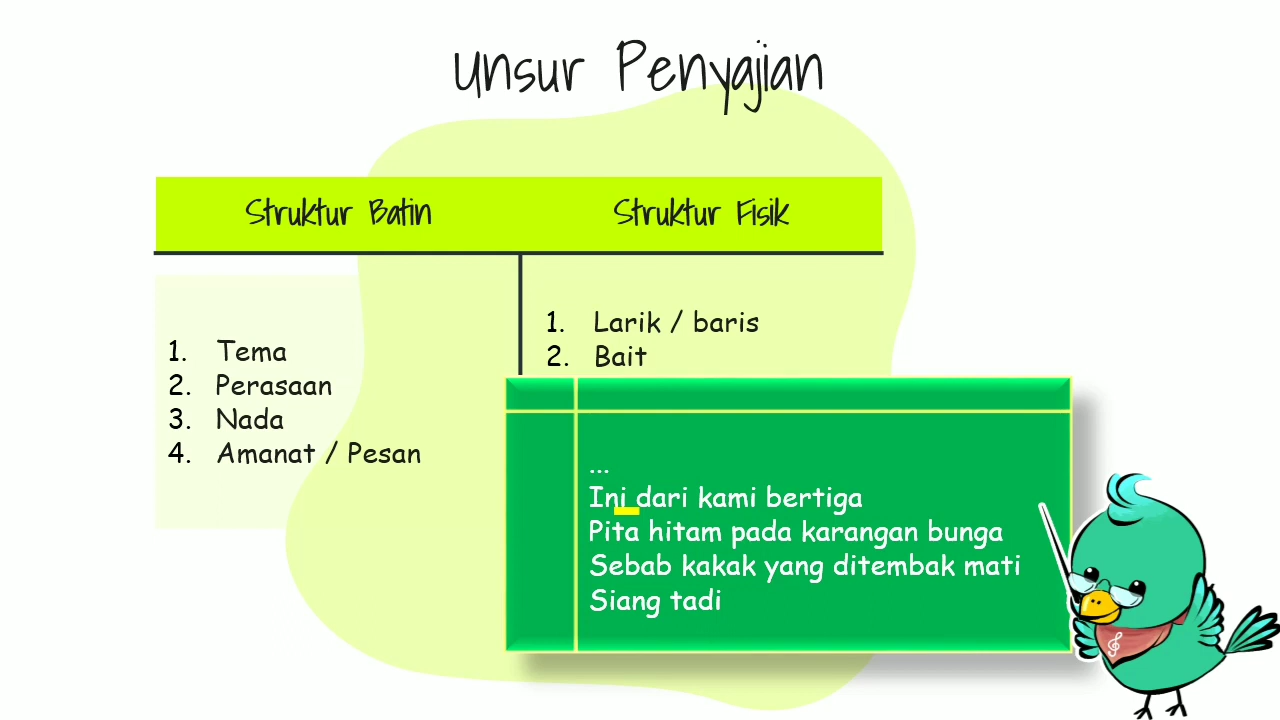 Unsur Penyajian
Struktur Batin
Struktur Fisik
1. Tema
2. Perasaan
3. Nada
4. Amanat / Pesan
1. Larik / baris
2. Bait
...
Ini dari kami bertiga
Pita hitam pada karangan bunga
Sebab kakak yang ditembak mati
Siang tadi